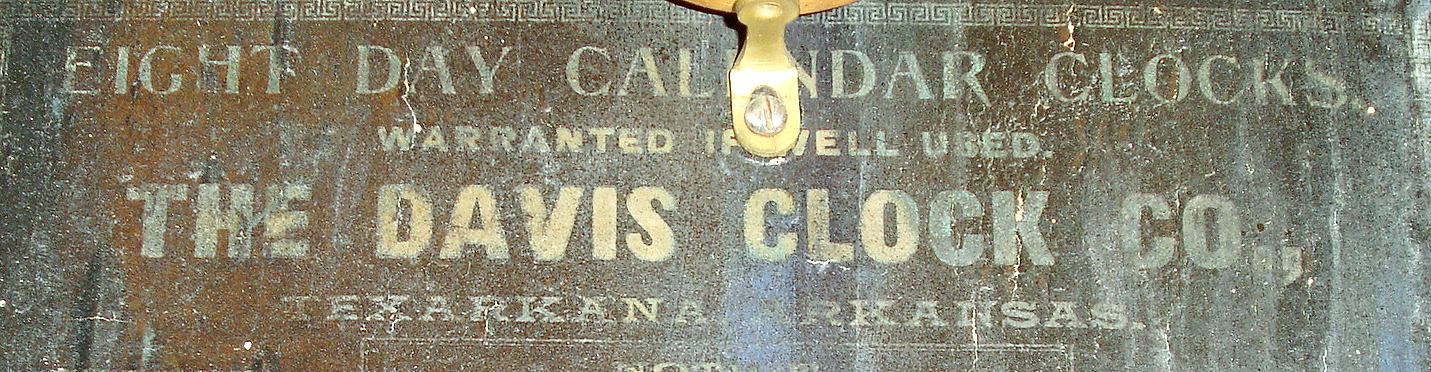 EIGHT DAY CALENDAR CLOCKS.
WARRANTED IF WELL USED.
THE DAVIS CLOCK CO.,
TEXARKANA, ARKANSAS.